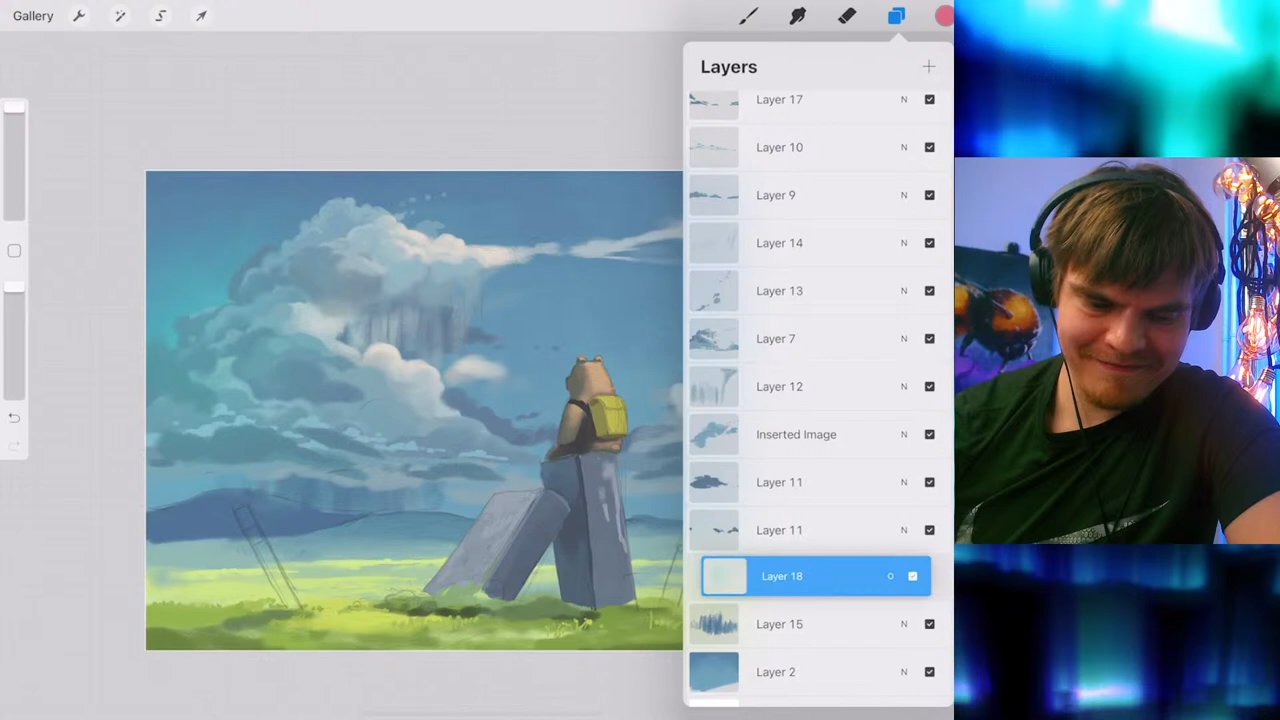 Gallery
Layers
Layer 17 N
Layer 10 N
Layer 9 N
Layer 14 N
Layer 13 N
Layer 7 N
Layer 12 N
Inserted Image N
Layer 11 N
Layer 11 N
Layer 18 O
Layer 15 N
Layer 2 N